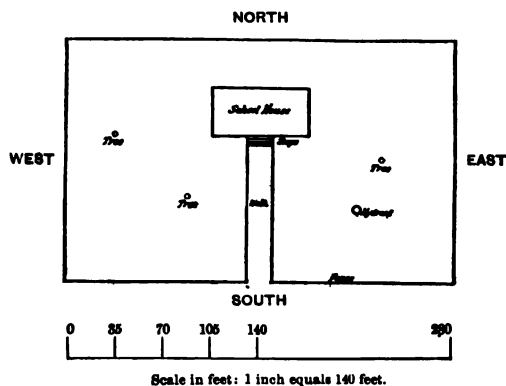 NORTH
School House
Steps
Tree
Tree
WEST
EAST
Tree
Walk
Hydrant
Fence
SOUTH
0 35 70 105 140 280
Scale in feet: 1 inch equals 140 feet.